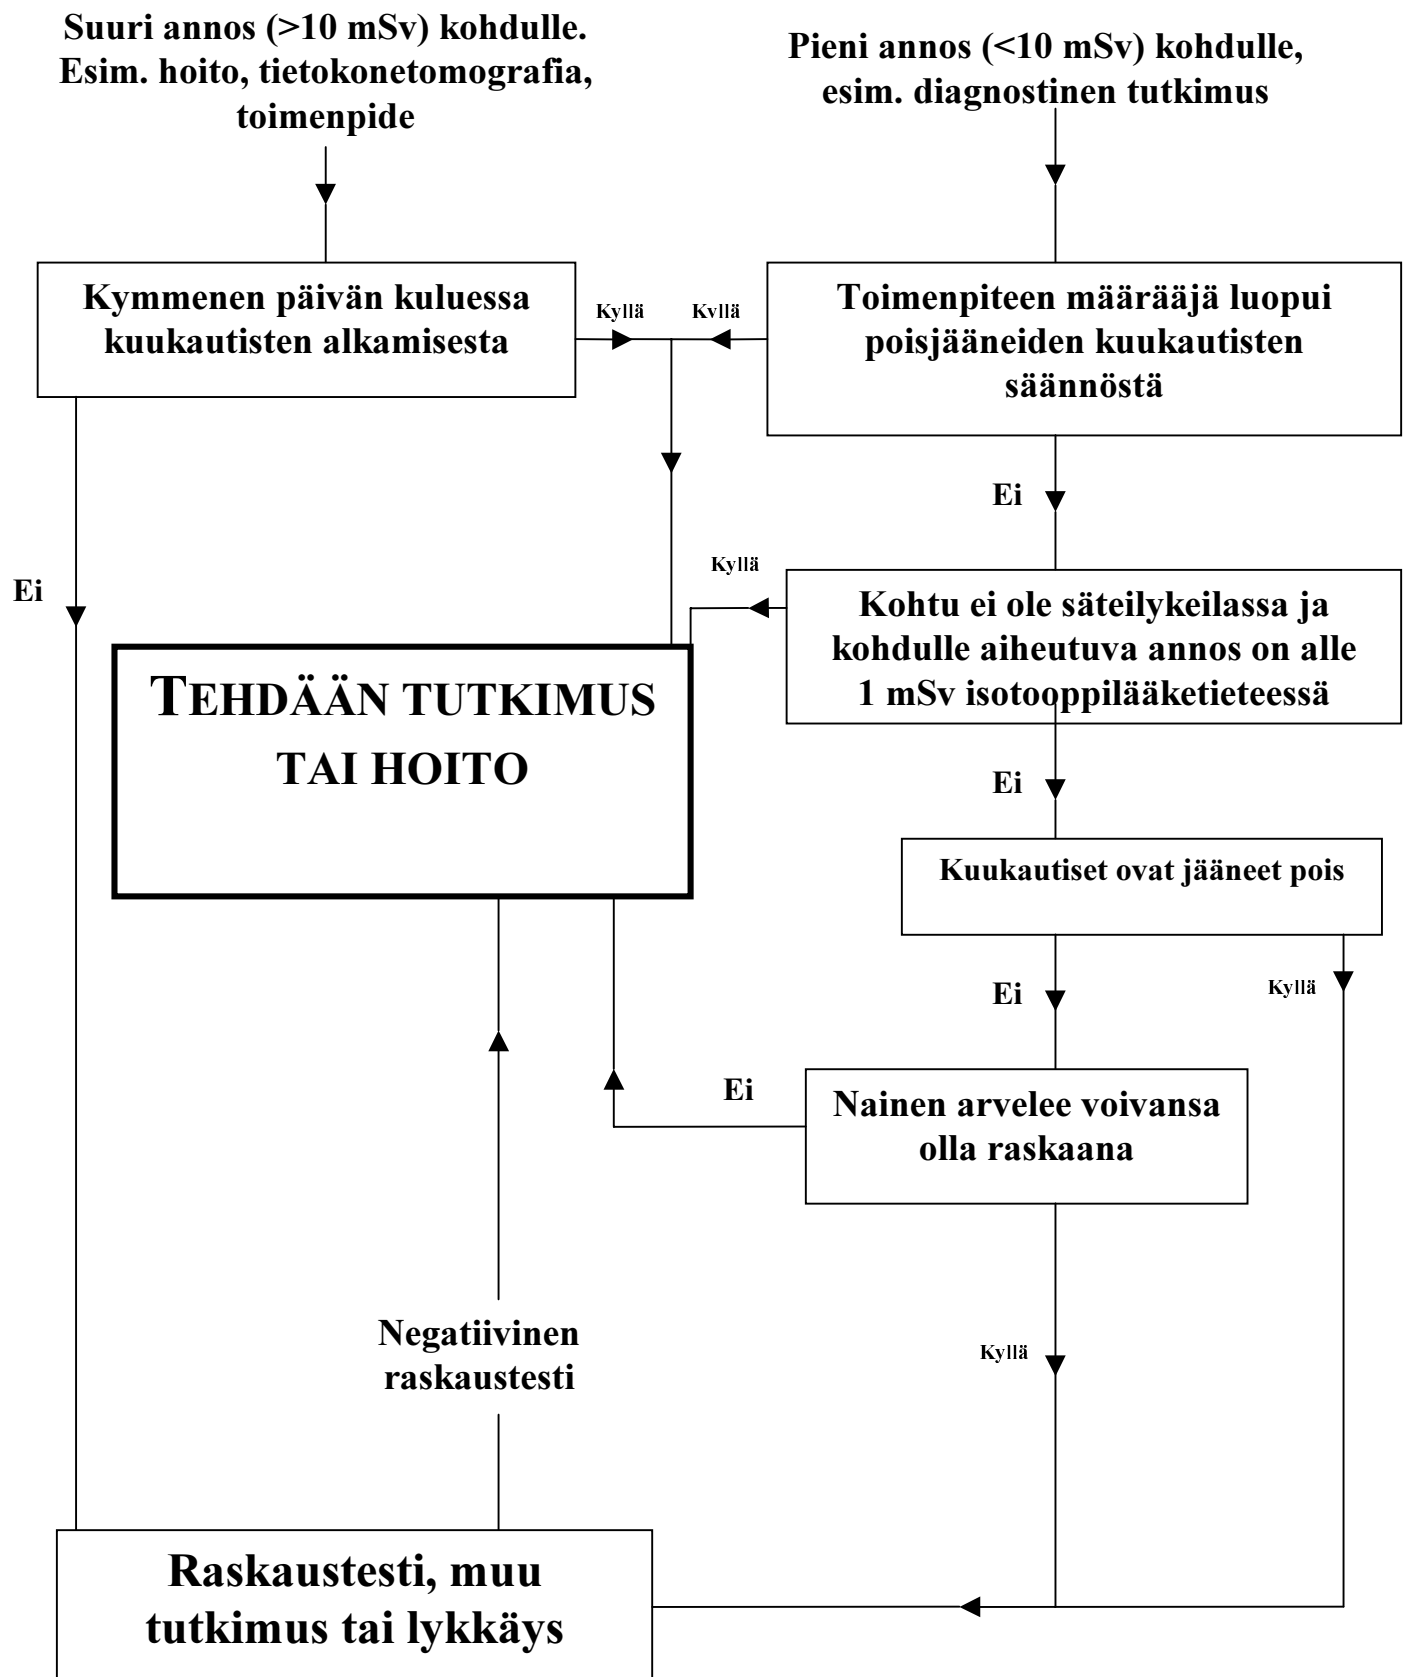 Suuri annos (>10 mSv) kohdulle.
Esim. hoito, tietokonetomografia,
toimenpide
Pieni annos (<10 mSv) kohdulle,
esim. diagnostinen tutkimus
Kymmenen päivän kuluessa
kuukautisten alkamisesta
Kyllä
Kyllä
Toimenpiteen määrääjä luopui
poisjääneiden kuukautisten
säännöstä
Ei
Kyllä
Ei
Kohtu ei ole säteilykeilassa ja
kohdulle aiheutuva annos on alle
1 mSv isotooppilääketieteessä
TEHDÄÄN TUTKIMUS
TAI HOITO
Ei
Kuukautiset ovat jääneet pois
Ei
Kyllä
Ei
Nainen arvelee voivansa
olla raskaana
Negatiivinen
raskaustesti
Kyllä
Raskaustesti, muu
tutkimus tai lykkäys